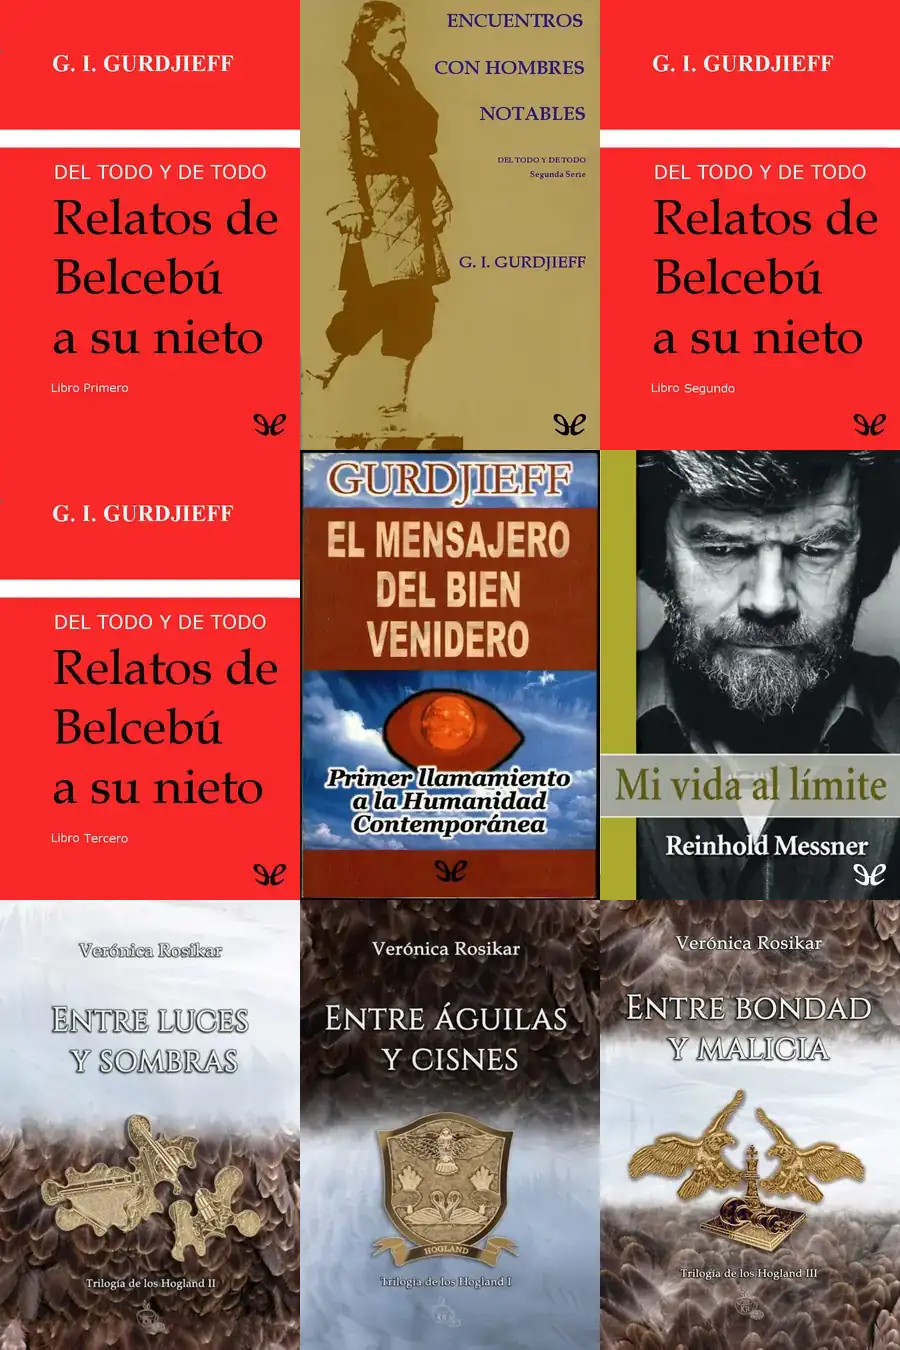 G. I. GURDJIEFF
DEL TODO Y DE TODO
Relatos de
Belcebú
a su nieto
Libro Primero
ENCUENTROS
CON HOMBRES
NOTABLES
DEL TODO Y DE TODO
Segunda Serie
G. I. GURDJIEFF
G. I. GURDJIEFF
DEL TODO Y DE TODO
Relatos de
Belcebú
a su nieto
Libro Segundo
G. I. GURDJIEFF
DEL TODO Y DE TODO
Relatos de
Belcebú
a su nieto
Libro Tercero
GURDJIEFF
EL MENSAJERO
DEL BIEN
VENIDERO
Primer llamamiento
a la Humanidad
Contemporánea
Mi vida al límite
Reinhold Messner
Verónica Rosikar
ENTRE LUCES
Y SOMBRAS
Trilogía de los Hogland II
Verónica Rosikar
ENTRE ÁGUILAS
Y CISNES
HOGLAND
Trilogía de los Hogland I
Verónica Rosikar
ENTRE BONDAD
Y MALICIA
Trilogía de los Hogland III